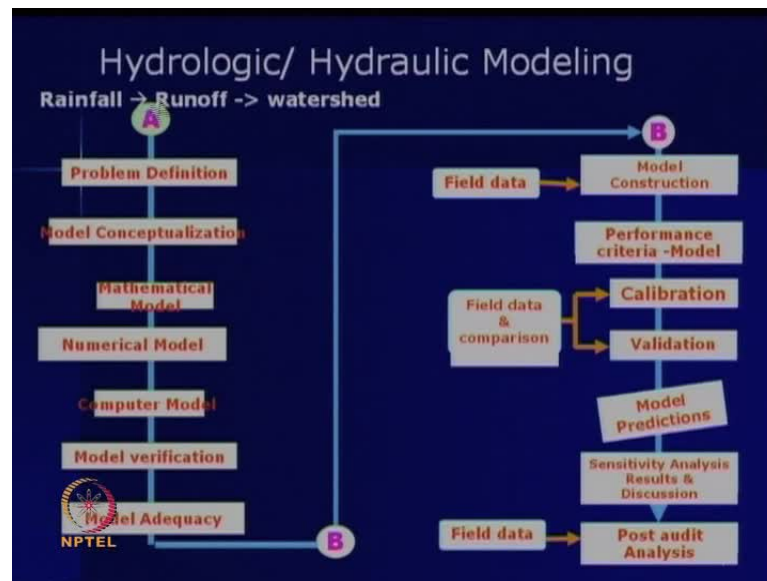 Hydrologic/ Hydraulic Modeling
Rainfall → Runoff -> watershed
A
Problem Definition
Model Conceptualization
Mathematical
Model
Numerical Model
Computer Model
Model verification
Model Adequacy
NPTEL
B
B
Field data
Model
Construction
Performance
criteria -Model
Field data
&
comparison
Calibration
Validation
Model
Predictions
Sensitivity Analysis
Results &
Discussion
Field data
Post audit
Analysis